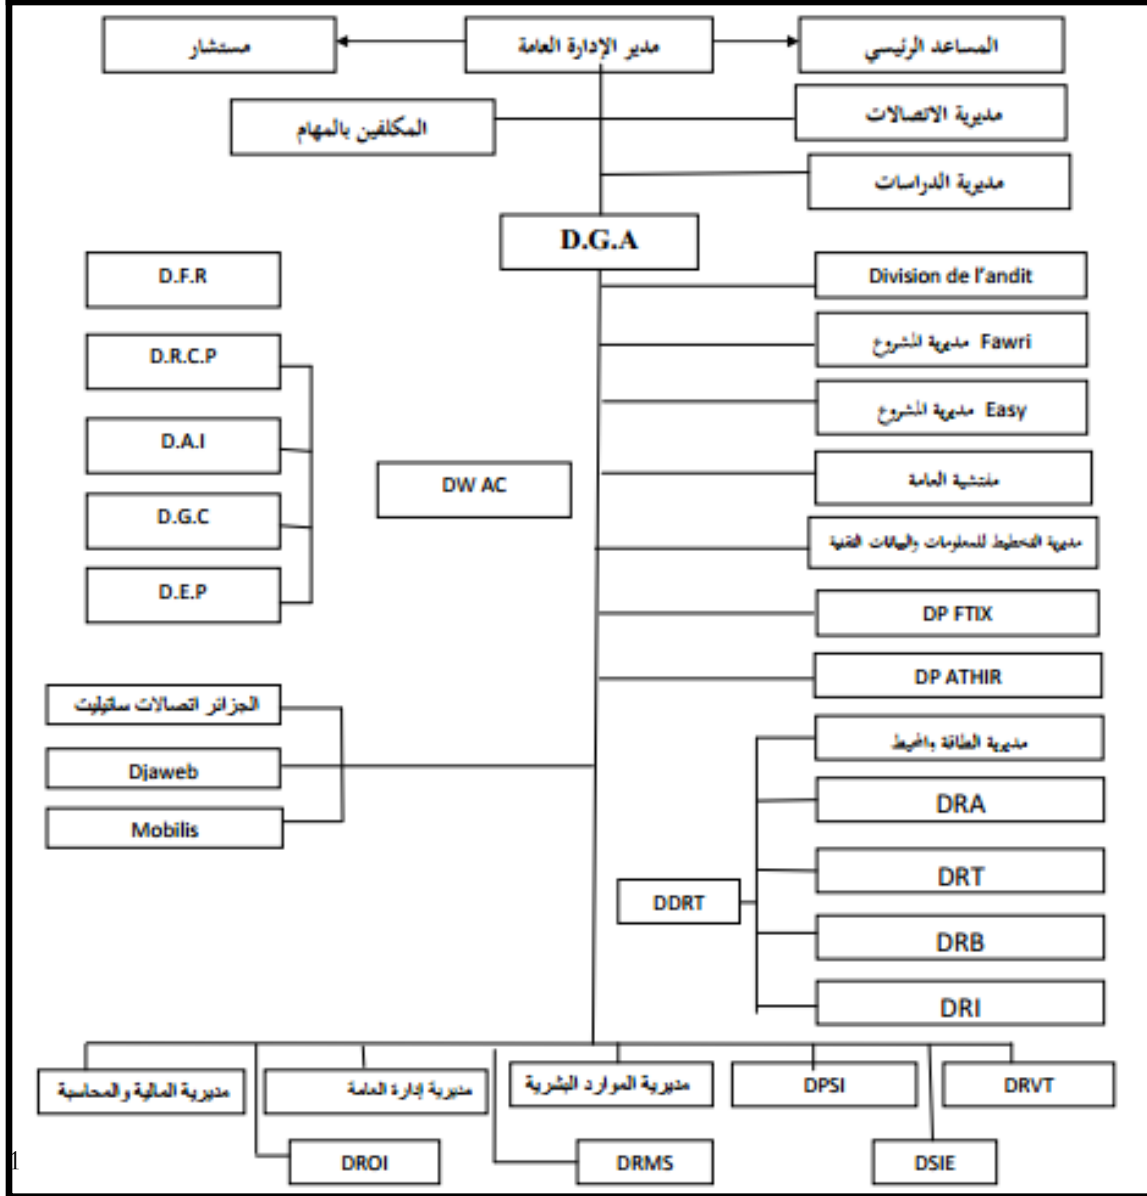 مستشار
مدير الإدارة العامة
المساعد الرئيسي
المكلفين بالمهام
مديرية الاتصالات
مديرية الدراسات
D.G.A
D.F.R
Division de l'andit
D.R.C.P
مديرية المشروع Fawri
D.A.I
مديرية المشروع Easy
DW AC
مفتشية العامة
D.G.C
مديرية التخطيط للمعلومات والبيانات التقنية
D.E.P
DP FTIX
DP ATHIR
الجزائر اتصالات ساتيليت
مديرية الطاقة والمحيط
Djaweb
DRA
Mobilis
DRT
DDRT
DRB
DRI
مديرية المالية والمحاسبة
مديرية إدارة العامة
مديرية الموارد البشرية
DPSI
DRVT
1
DROI
DRMS
DSIE